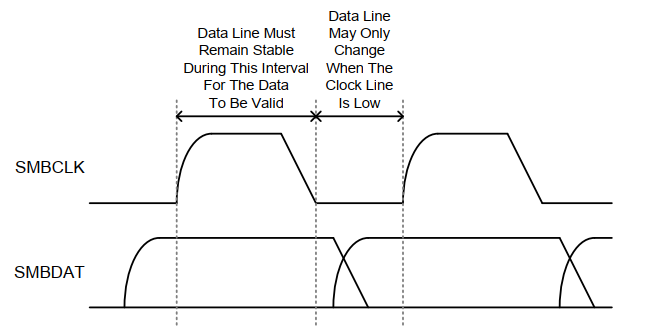 Data Line Must
Remain Stable
During This Interval
For The Data
To Be Valid
Data Line
May Only
Change
When The
Clock Line
Is Low
SMBCLK
SMBDAT